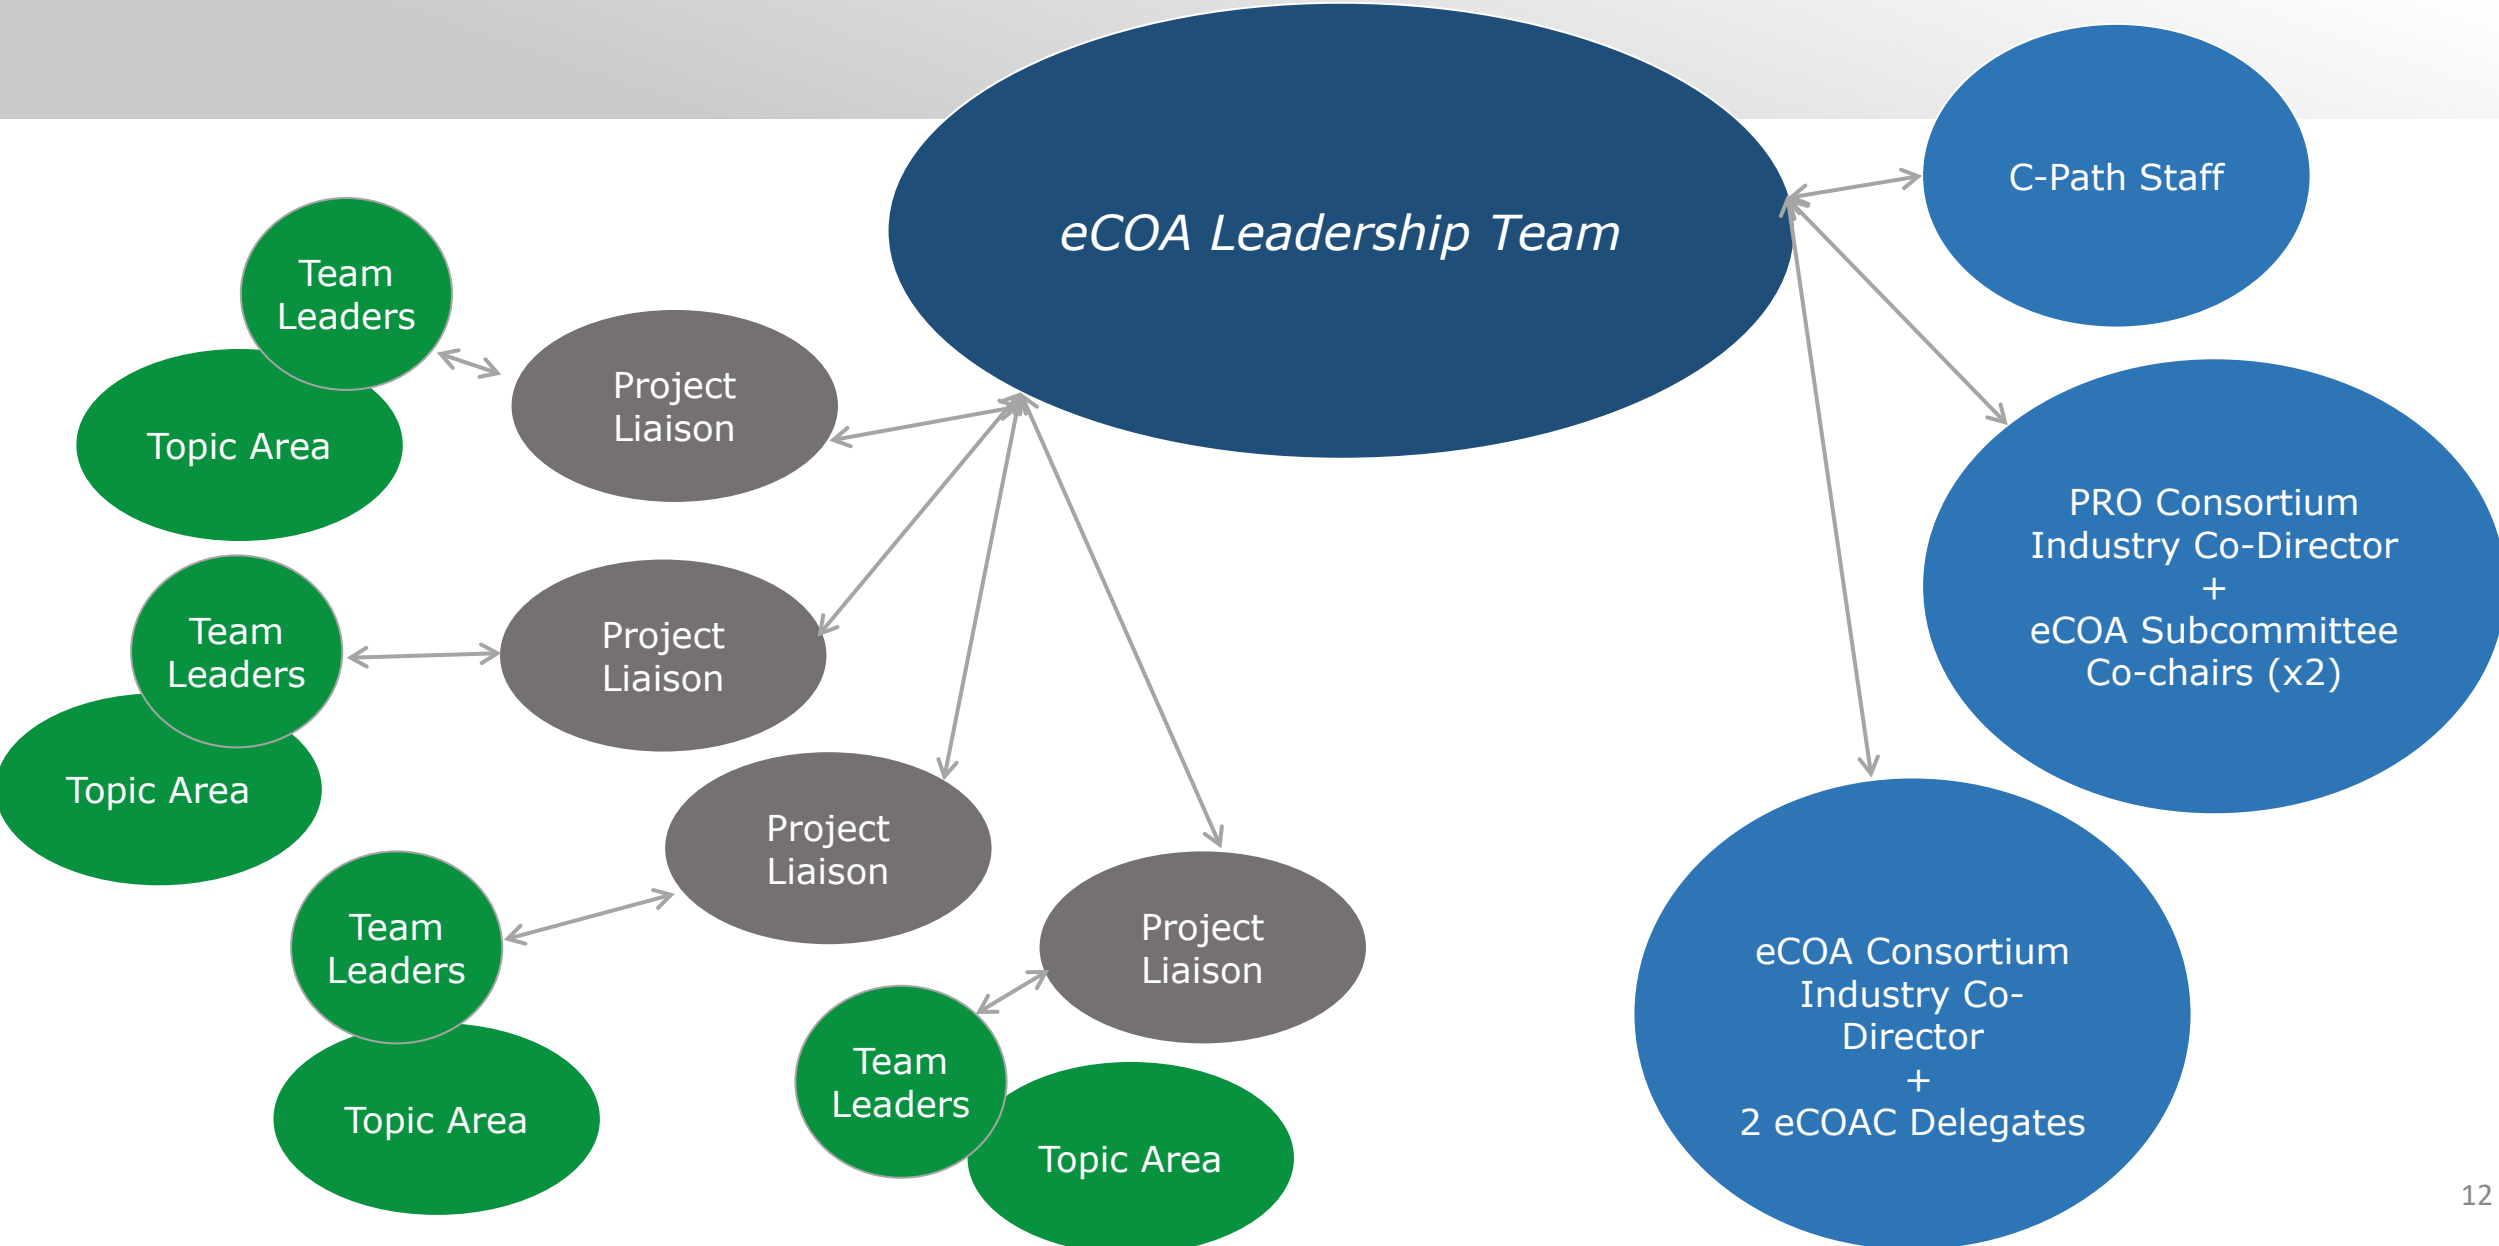 eCOA Leadership Team
C-Path Staff
Team
Leaders
Topic Area
Project
Liaison
Team
Leaders
Topic Area
Project
Liaison
Project
Liaison
Team
Leaders
Topic Area
Project
Liaison
Team
Leaders
Topic Area
PRO Consortium
Industry Co-Director
+
eCOA Subcommittee
Co-chairs (x2)
eCOA Consortium
Industry Co-
Director
+
2 eCOAC Delegates
12